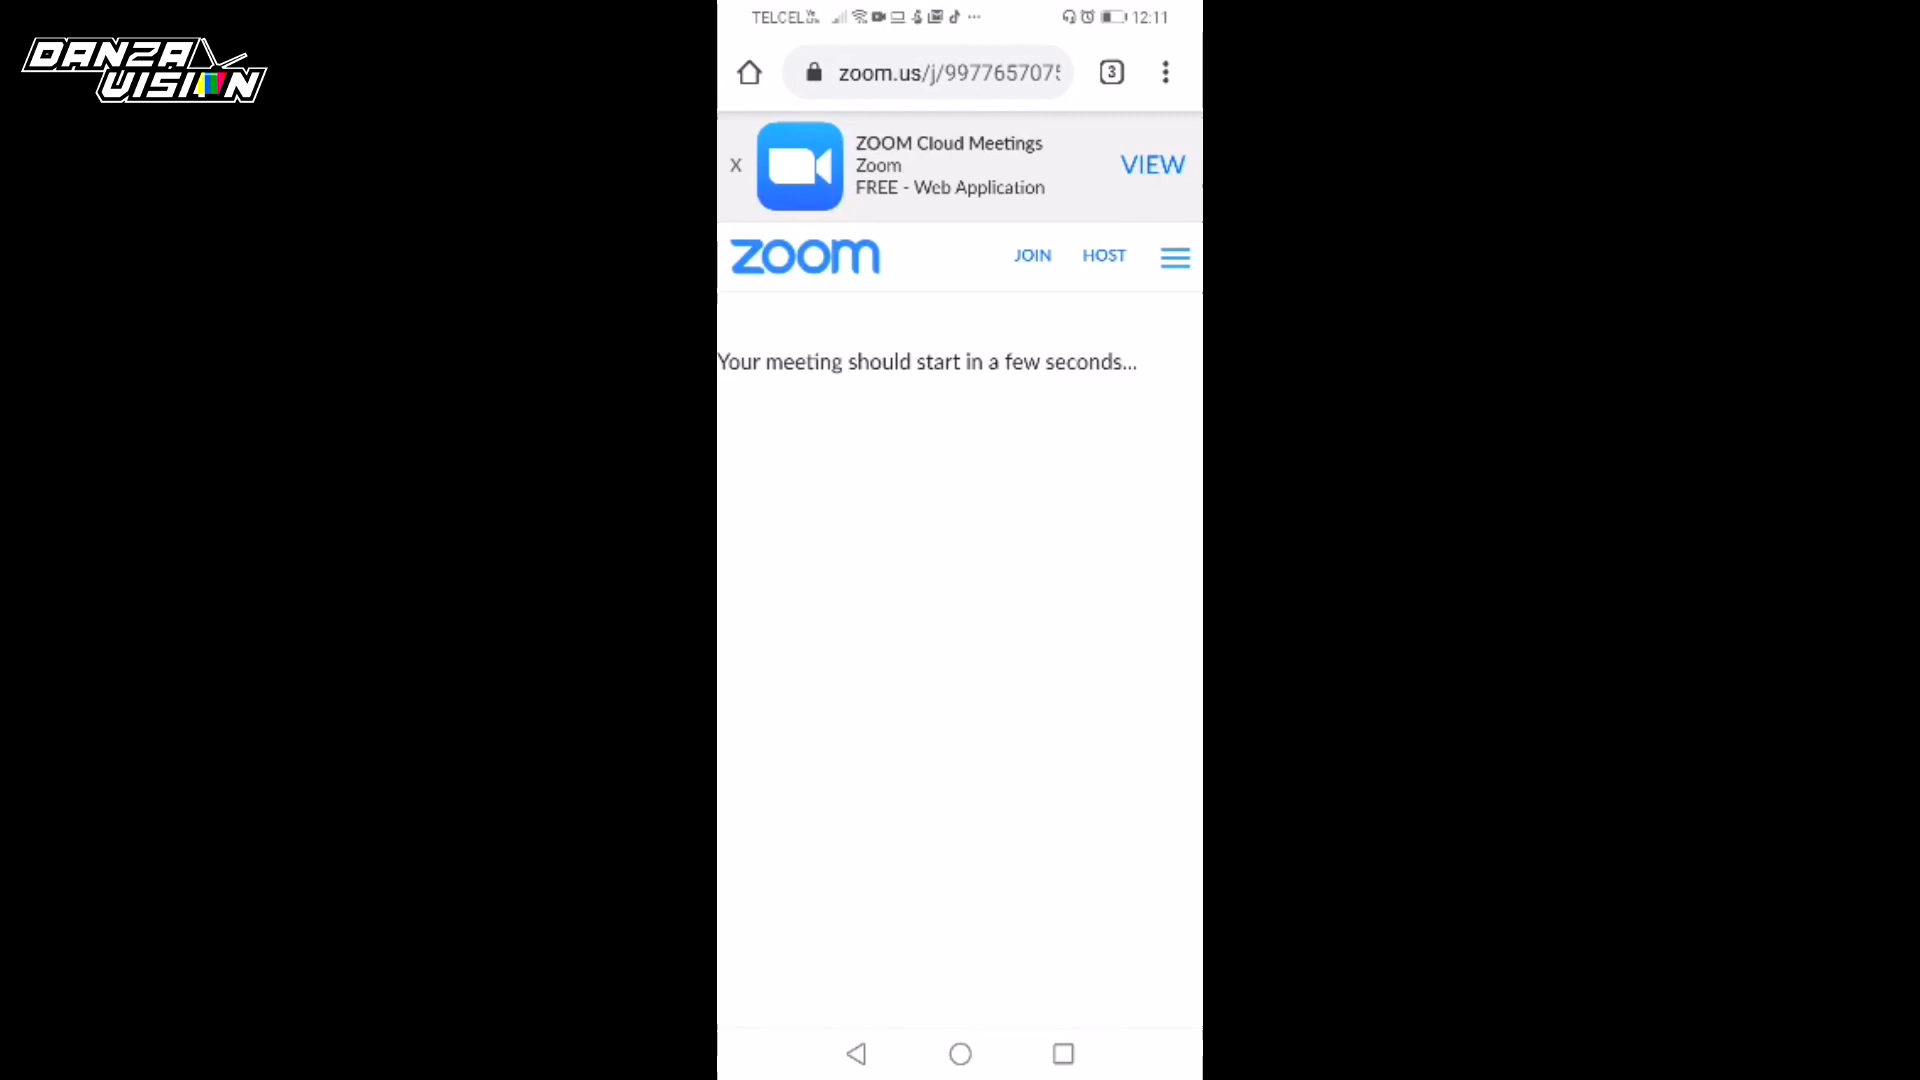 DANZA
VISION
TELCEL 12:11
zoom.us/j/9977657075
3
X
ZOOM Cloud Meetings
Zoom
FREE - Web Application
VIEW
zoom
JOIN HOST
Your meeting should start in a few seconds...